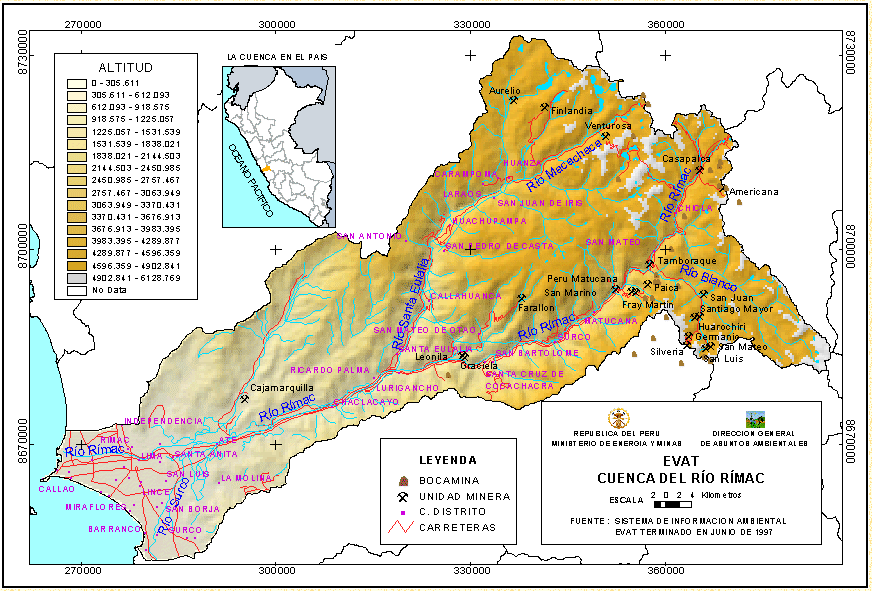 270000
300000
330000
360000
8730000
8730000
8700000
8700000
8670000
8670000
ALTITUD
0 - 305.611
305.611 - 612.093
612.093 - 918.575
918.575 - 1225.057
1225.057 - 1531.539
1531.539 - 1838.021
1838.021 - 2144.503
2144.503 - 2450.985
2450.985 - 2757.467
2757.467 - 3063.949
3063.949 - 3370.431
3370.431 - 3676.913
3676.913 - 3983.395
3983.395 - 4289.877
4289.877 - 4596.359
4596.359 - 4902.841
4902.841 - 6128.769
No Data
LA CUENCA EN EL PAIS
OCEANO PACIFICO
Aurelio
Finlandia
Venturosa
Casapalca
Americana
HUANZA
Río Macachaca
CARAMPOMA
LARAOS
SAN JUAN DE IRIS
HUACHUPAMPA
Río Rímac
CHICLA
SAN ANTONIO
SAN PEDRO DE CASTA
SAN MATEO
Tamboraque
Río Santa Eulalia
Peru Matucana
San Marino
Paica
Río Blanco
San Juan
CALLAHUANCA
Farallon
Fray Martin
Santiago Mayor
SAN MATEO DE OTAO
Río Rímac
MATUCANA
SURCO
Huarochiri
Germanio
SANTA EULALIA
Leonila
Graciela
SAN BARTOLOME
Silveria
San Mateo
San Luis
RICARDO PALMA
SANTA CRUZ DE
COCACHACRA
Cajamarquilla
LURIGANCHO
CHACLACAYO
Río Rímac
INDEPENDENCIA
RIMAC
Río Rímac
LIMA
ATE
SANTA ANITA
SAN LUIS
LA MOLINA
CALLAO
LINCE
MIRAFLORES
SAN BORJA
Río Surco
BARRANCO
SURCO
LEYENDA
BOCAMINA
UNIDAD MINERA
C. DISTRITO
CARRETERAS
REPUBLICA DEL PERU
MINISTERIO DE ENERGIA Y MINAS
DIRECCION GENERAL
DE ASUNTOS AMBIENTALES
EVAT
CUENCA DEL RÍO RÍMAC
ESCALA 2 0 2 4 Kilometros
FUENTE : SISTEMA DE INFORMACION AMBIENTAL
EVAT TERMINADO EN JUNIO DE 1997